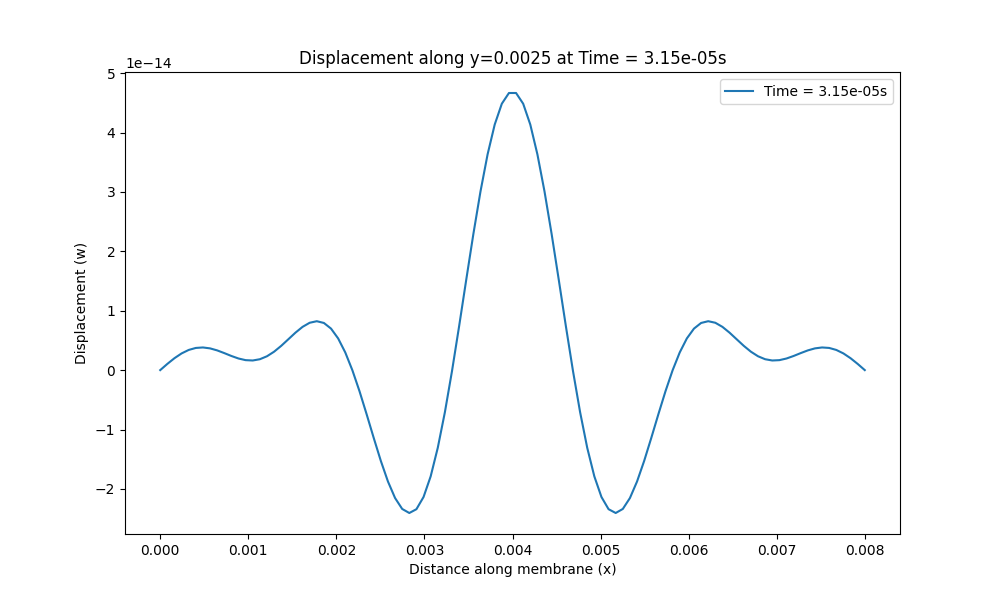 Displacement along y=0.0025 at Time = 3.15e-05s
1e−14
Time = 3.15e-05s
5
4
3
2
1
0
−1
−2
Displacement (w)
0.000 0.001 0.002 0.003 0.004 0.005 0.006 0.007 0.008
Distance along membrane (x)